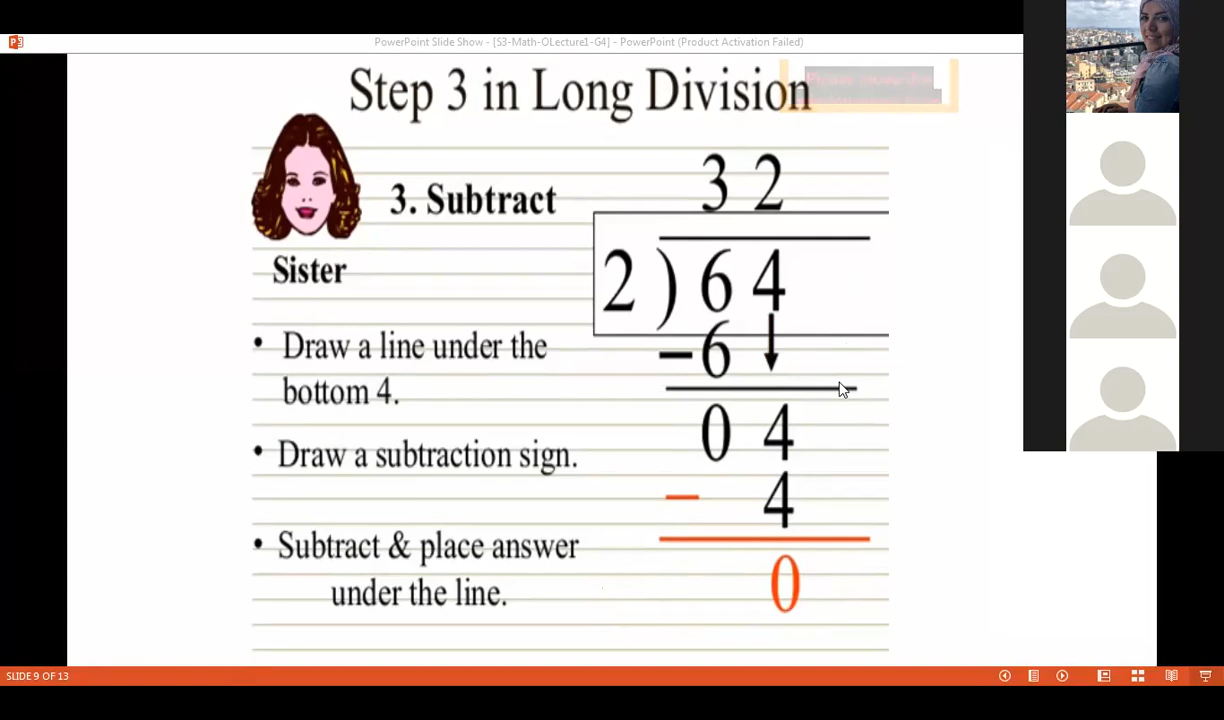 PowerPoint Slide Show - [S3-Math-OLecture1-G4] - PowerPoint (Product Activation Failed)
Step 3 in Long Division
3. Subtract
Sister
• Draw a line under the
bottom 4.
• Draw a subtraction sign.
• Subtract & place answer
under the line.
3 2
2 ) 6 4
– 6
0 4
– 4
0
SLIDE 9 OF 13